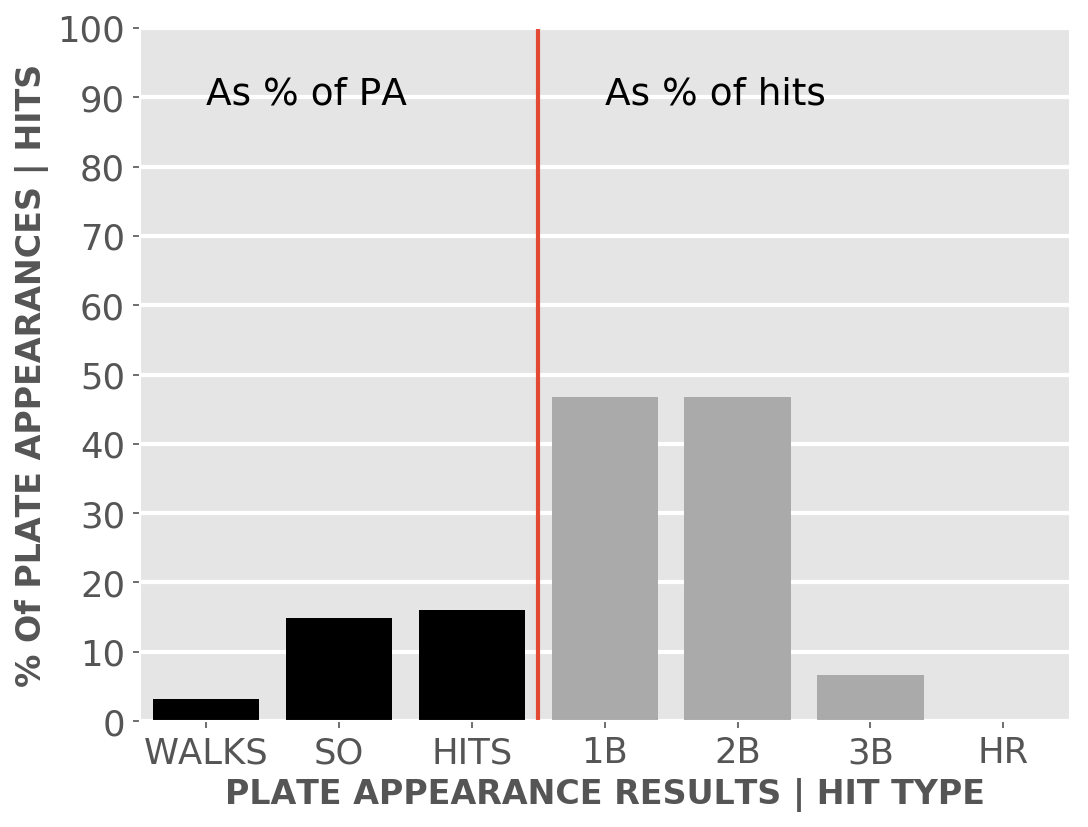 % Of PLATE APPEARANCES | HITS
100
90
80
70
60
50
40
30
20
10
0
As % of PA
As % of hits
WALKS SO HITS 1B 2B 3B HR
PLATE APPEARANCE RESULTS | HIT TYPE